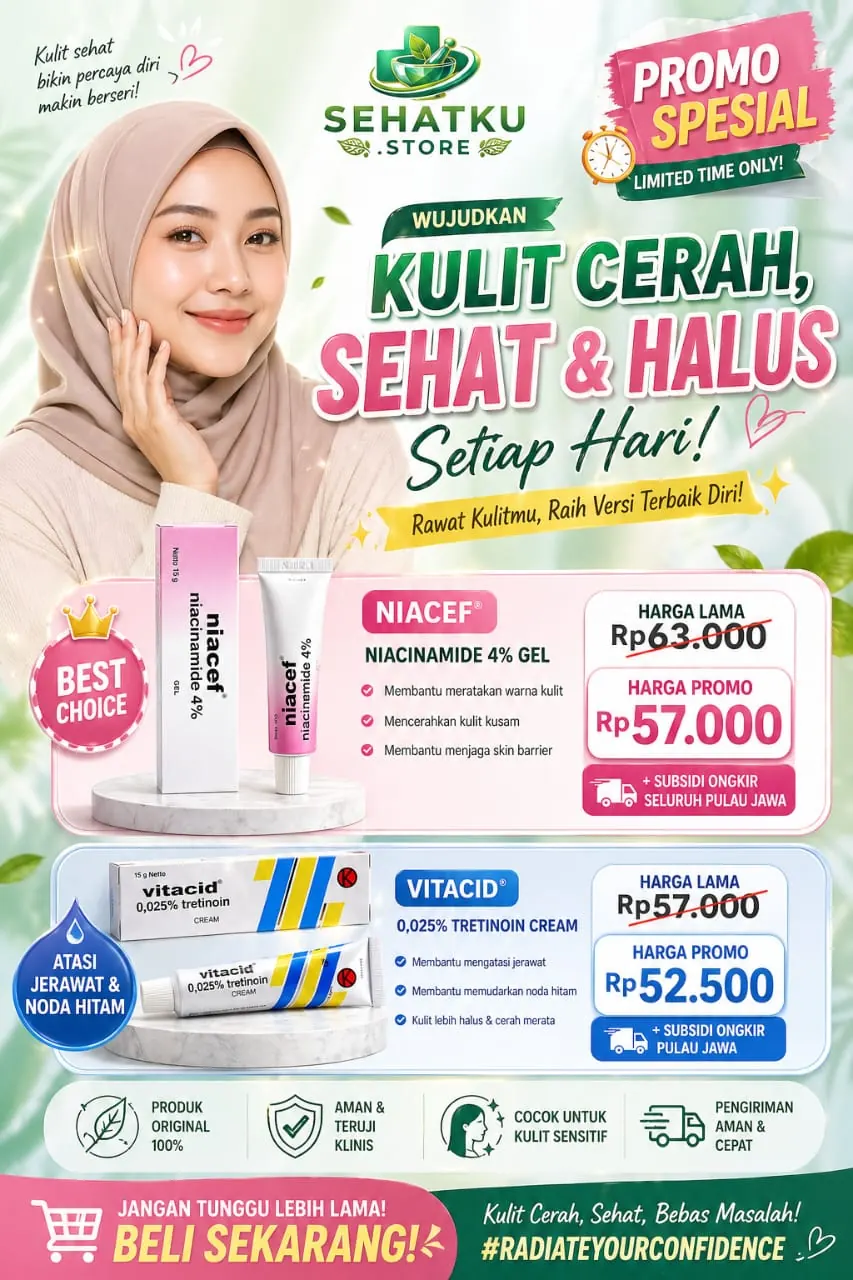 Kulit sehat
bikin percaya diri
makin berseri!
SEHATKU
.STORE
PROMO
SPESIAL
LIMITED TIME ONLY!
WUJUDKAN
KULIT CERAH,
SEHAT & HALUS
Setiap Hari!
Rawat Kulitmu, Raih Versi Terbaik Diri!
BEST
CHOICE
Netto 15 g
niacef®
niacinamide 4%
GEL
niacef®
niacinemide 4%
NIACEF®
NIACINAMIDE 4% GEL
Membantu meratakan warna kulit
Mencerahkan kulit kusam
Membantu menjaga skin barrier
HARGA LAMA
Rp63.000
HARGA PROMO
Rp57.000
+ SUBSIDI ONGKIR
SELURUH PULAU JAWA
ATASI
JERAWAT &
NODA HITAM
15 g Netto
vitacid®
0,025% tretinoin
CREAM
K
vitacid®
0,025% tretinoin
CREAM
K
VITACID®
0,025% TRETINOIN CREAM
Membantu mengatasi jerawat
Membantu memudarkan noda hitam
Kulit lebih halus & cerah merata
HARGA LAMA
Rp57.000
HARGA PROMO
Rp52.500
+ SUBSIDI ONGKIR
PULAU JAWA
PRODUK
ORIGINAL
100%
AMAN &
TERUJI
KLINIS
COCOK UNTUK
KULIT SENSITIF
PENGIRIMAN
AMAN &
CEPAT
JANGAN TUNGGU LEBIH LAMA!
BELI SEKARANG!
Kulit Cerah, Sehat, Bebas Masalah!
#RADIATEYOURCONFIDENCE